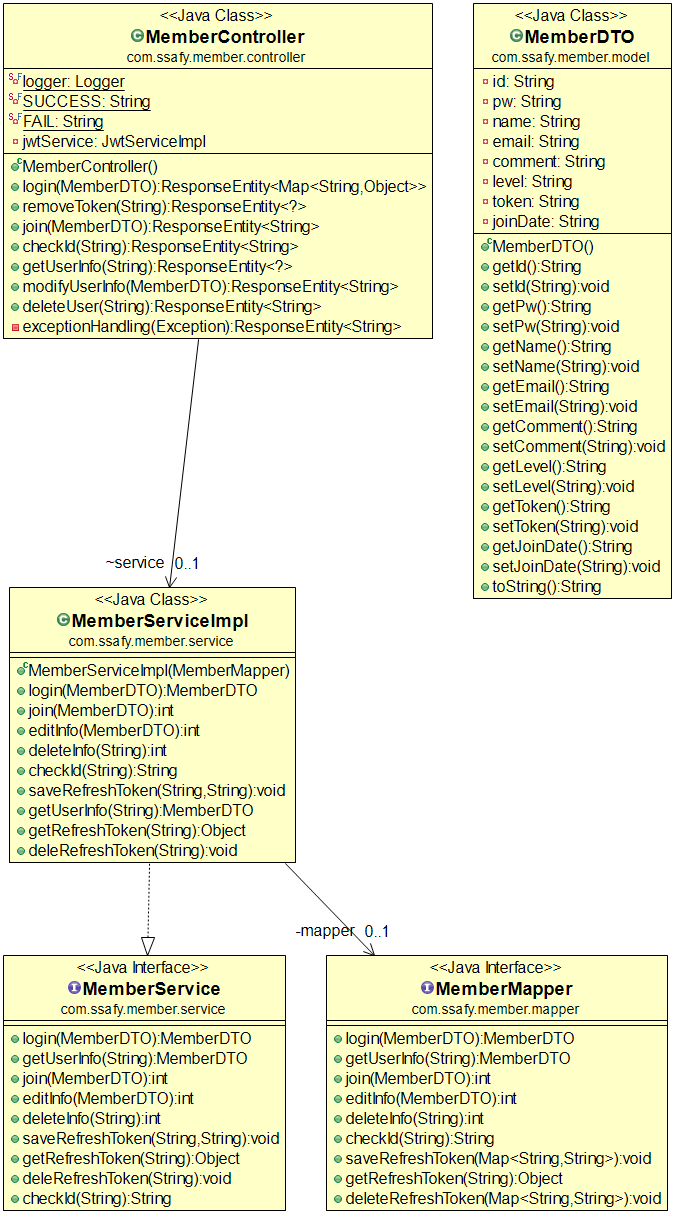 <<Java Class>>
MemberController
com.ssafy.member.controller
logger: Logger
SUCCESS: String
FAIL: String
jwtService: JwtServiceImpl
MemberController()
login(MemberDTO):ResponseEntity<Map<String,Object>>
removeToken(String):ResponseEntity<?>
join(MemberDTO):ResponseEntity<String>
checkId(String):ResponseEntity<String>
getUserInfo(String):ResponseEntity<?>
modifyUserInfo(MemberDTO):ResponseEntity<String>
deleteUser(String):ResponseEntity<String>
exceptionHandling(Exception):ResponseEntity<String>
<<Java Class>>
MemberDTO
com.ssafy.member.model
id: String
pw: String
name: String
email: String
comment: String
level: String
token: String
joinDate: String
MemberDTO()
getId():String
setId(String):void
getPw():String
setPw(String):void
getName():String
setName(String):void
getEmail():String
setEmail(String):void
getComment():String
setComment(String):void
getLevel():String
setLevel(String):void
getToken():String
setToken(String):void
getJoinDate():String
setJoinDate(String):void
toString():String
~service 0..1
<<Java Class>>
MemberServiceImpl
com.ssafy.member.service
MemberServiceImpl(MemberMapper)
login(MemberDTO):MemberDTO
join(MemberDTO):int
editInfo(MemberDTO):int
deleteInfo(String):int
checkId(String):String
saveRefreshToken(String,String):void
getUserInfo(String):MemberDTO
getRefreshToken(String):Object
deleRefreshToken(String):void
-mapper 0..1
<<Java Interface>>
MemberService
com.ssafy.member.service
login(MemberDTO):MemberDTO
getUserInfo(String):MemberDTO
join(MemberDTO):int
editInfo(MemberDTO):int
deleteInfo(String):int
saveRefreshToken(String,String):void
getRefreshToken(String):Object
deleRefreshToken(String):void
checkId(String):String
<<Java Interface>>
MemberMapper
com.ssafy.member.mapper
login(MemberDTO):MemberDTO
getUserInfo(String):MemberDTO
join(MemberDTO):int
editInfo(MemberDTO):int
deleteInfo(String):int
checkId(String):String
saveRefreshToken(Map<String,String>):void
getRefreshToken(String):Object
deleteRefreshToken(Map<String,String>):void